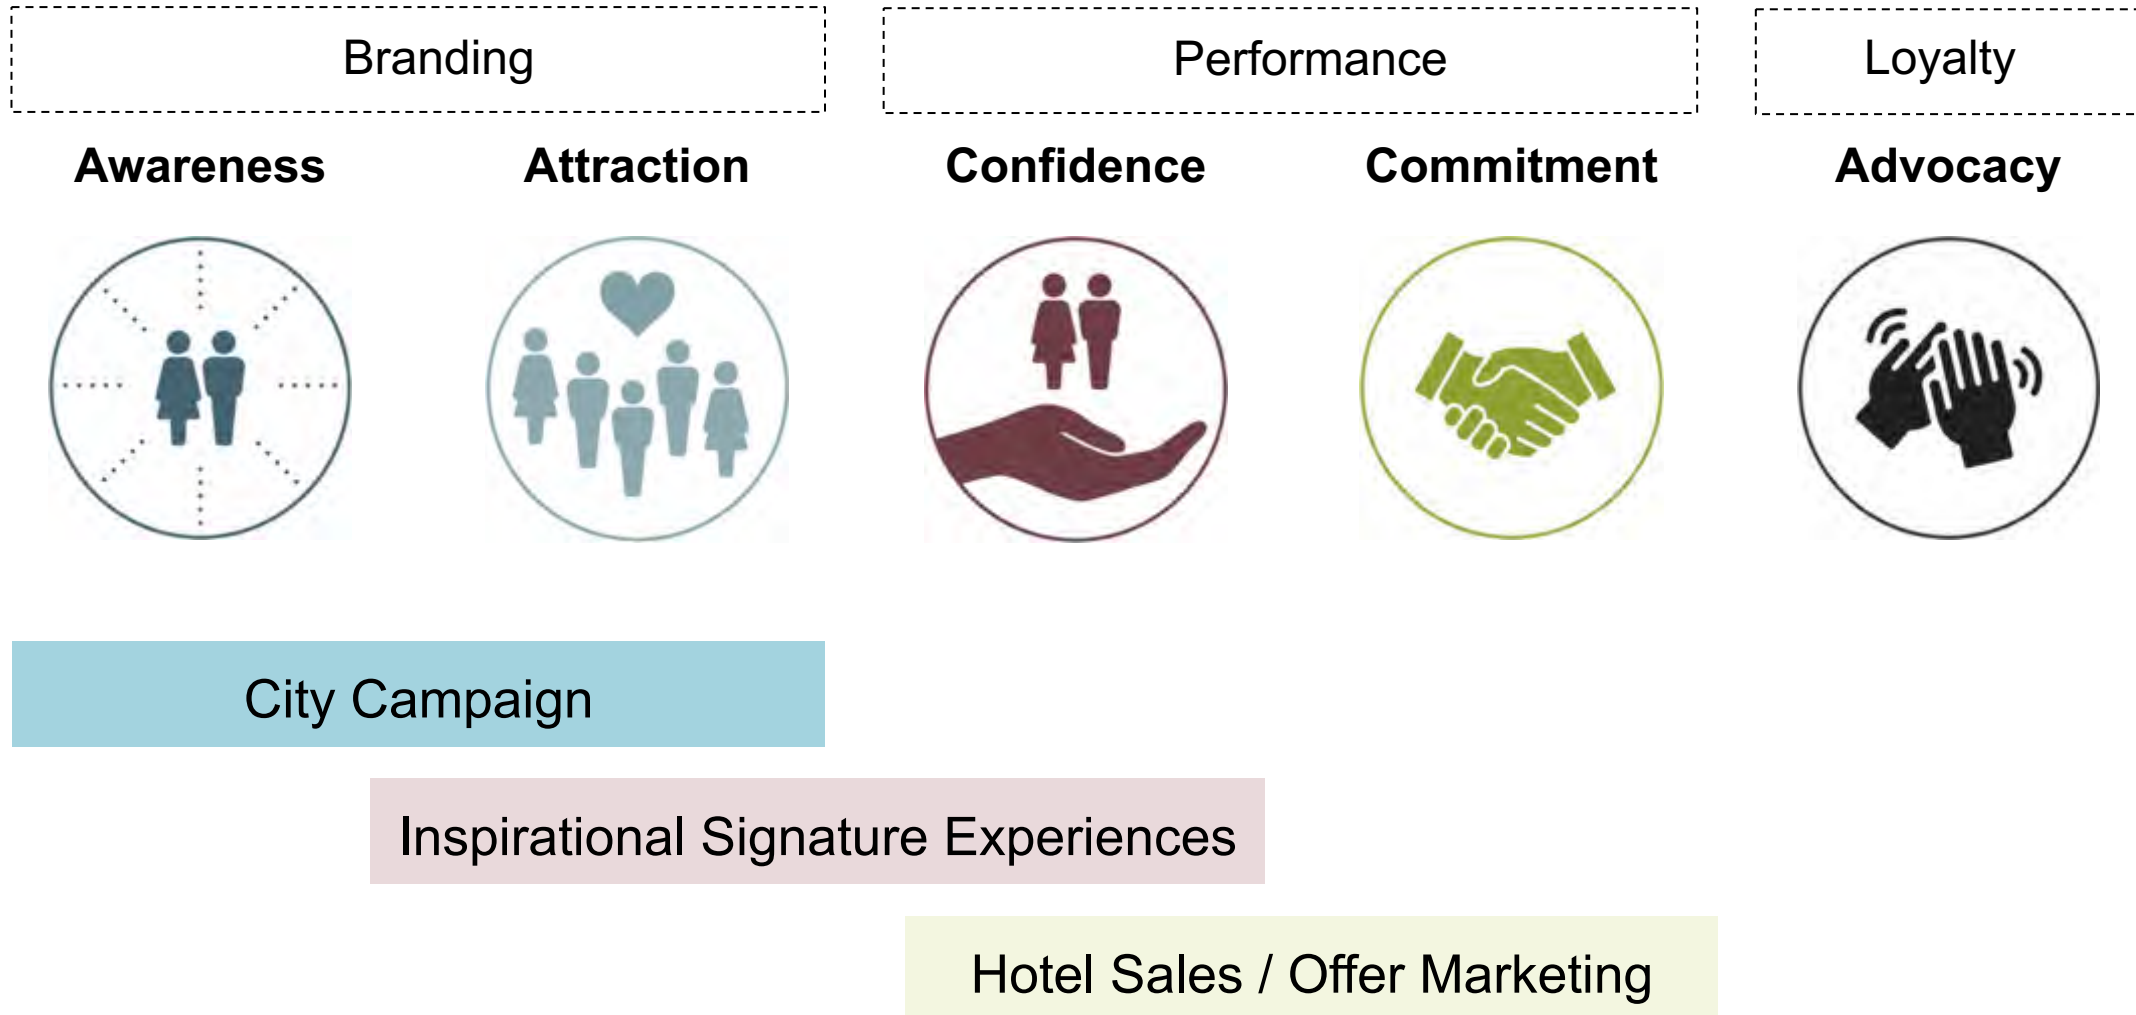 Branding
Performance
Loyalty
Awareness
Attraction
Confidence
Commitment
Advocacy
City Campaign
Inspirational Signature Experiences
Hotel Sales / Offer Marketing